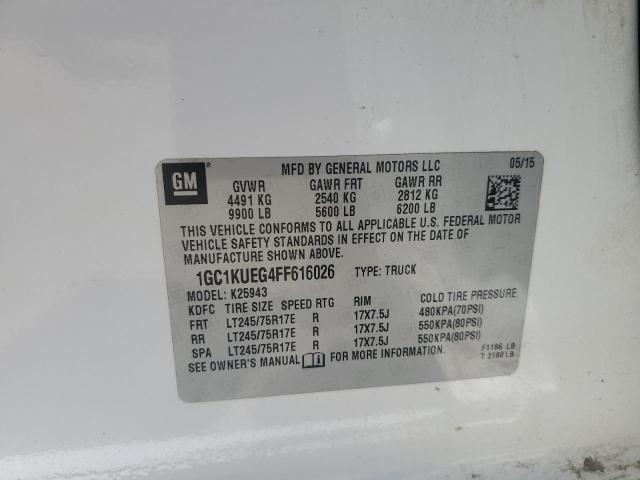 GM ®
MFD BY GENERAL MOTORS LLC 05/15
GVWR GAWR FRT GAWR RR
4491 KG 2540 KG 2812 KG
9900 LB 5600 LB 6200 LB
THIS VEHICLE CONFORMS TO ALL APPLICABLE U.S. FEDERAL MOTOR
VEHICLE SAFETY STANDARDS IN EFFECT ON THE DATE OF
MANUFACTURE SHOWN ABOVE.
1GC1KUEG4FF616026 TYPE: TRUCK
MODEL: K25943
KDFC TIRE SIZE SPEED RTG RIM COLD TIRE PRESSURE
FRT LT245/75R17E R 17X7.5J 480KPA(70PSI)
RR LT245/75R17E R 17X7.5J 550KPA(80PSI)
SPA LT245/75R17E R 17X7.5J 550KPA(80PSI)
SEE OWNER'S MANUAL FOR MORE INFORMATION.
F1186 LB
T 2180 LB